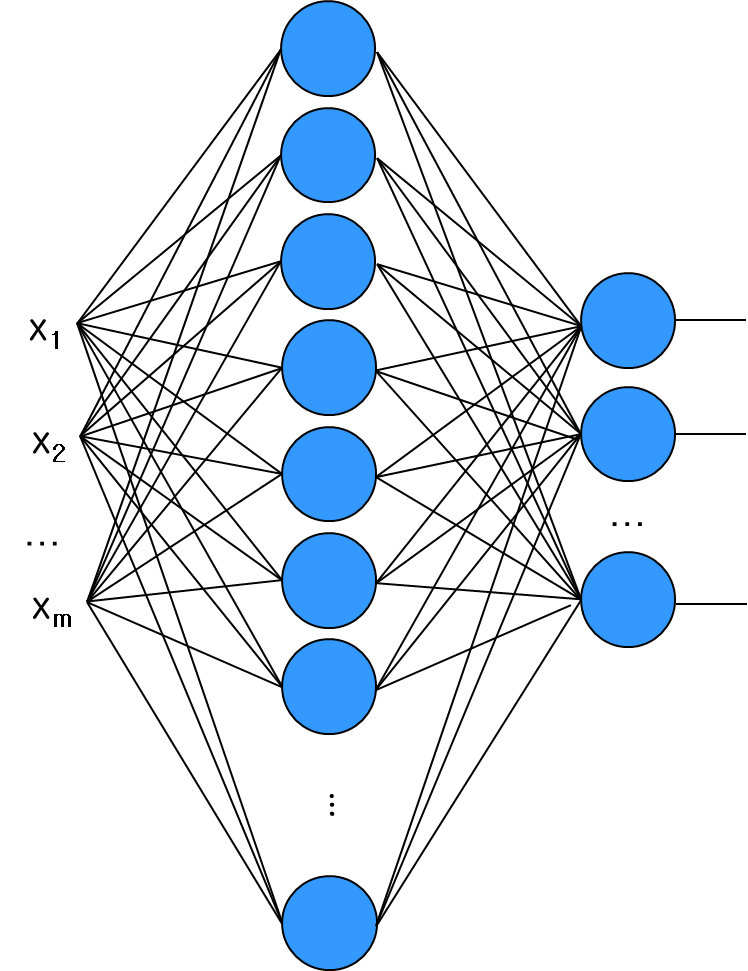 x₁
x₂
...
xₘ
...
⋮